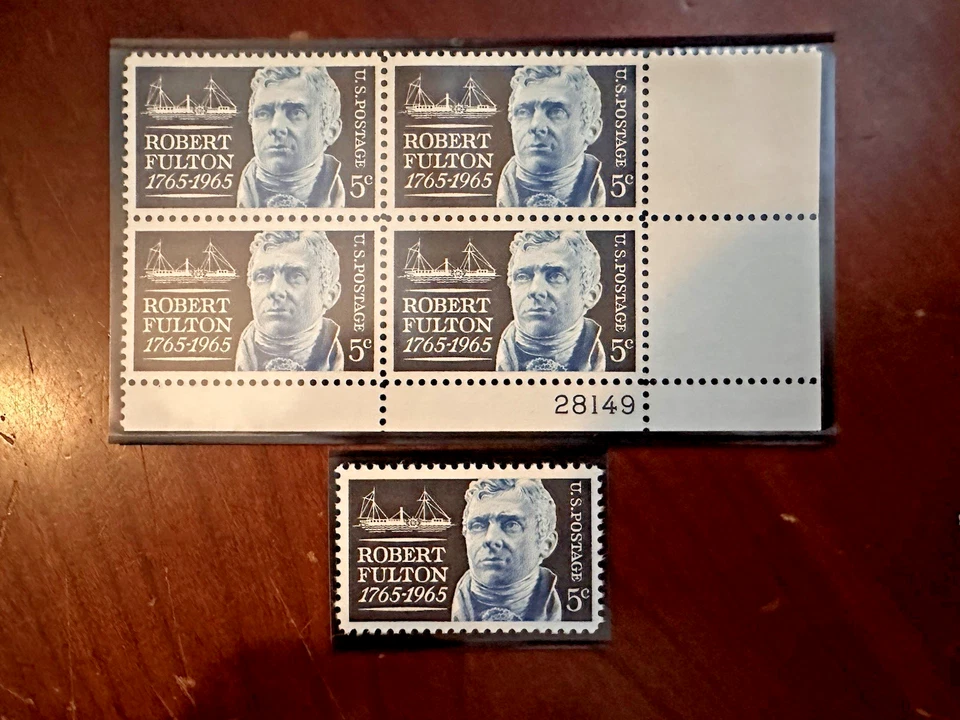 ROBERT
FULTON
1765-1965
U.S. POSTAGE
5c
ROBERT
FULTON
1765-1965
U.S. POSTAGE
5c
ROBERT
FULTON
1765-1965
U.S. POSTAGE
5c
ROBERT
FULTON
1765-1965
U.S. POSTAGE
5c
28149
ROBERT
FULTON
1765-1965
U.S. POSTAGE
5c